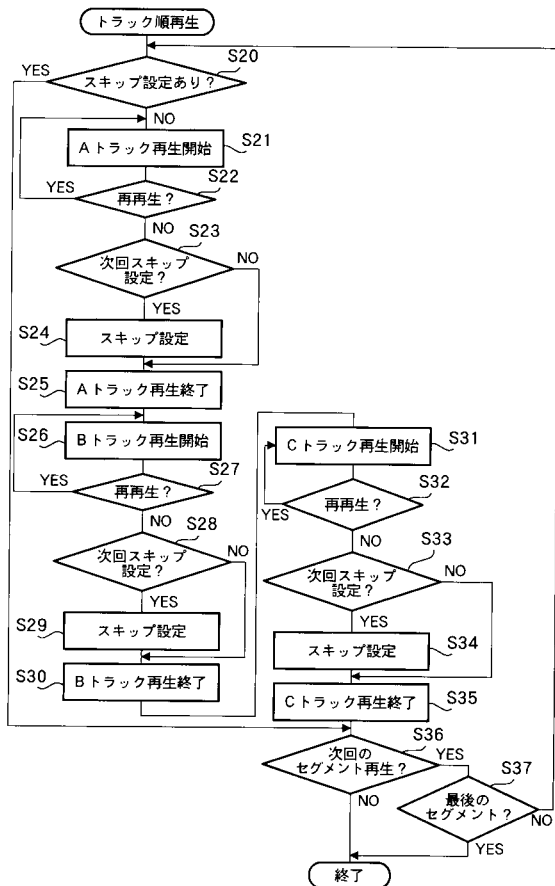 トラック順再生
S20
YES
スキップ設定あり？
NO
S21
Aトラック再生開始
S22
YES
再再生？
NO
S23
次回スキップ
設定？
NO
YES
S24
スキップ設定
S25
Aトラック再生終了
S26
Bトラック再生開始
S27
YES
再再生？
NO
S28
次回スキップ
設定？
NO
YES
S29
スキップ設定
S30
Bトラック再生終了
S31
Cトラック再生開始
S32
再再生？
YES
NO
S33
次回スキップ
設定？
NO
YES
S34
スキップ設定
S35
Cトラック再生終了
S36
次回の
セグメント再生？
YES
NO
S37
最後の
セグメント？
NO
YES
終了